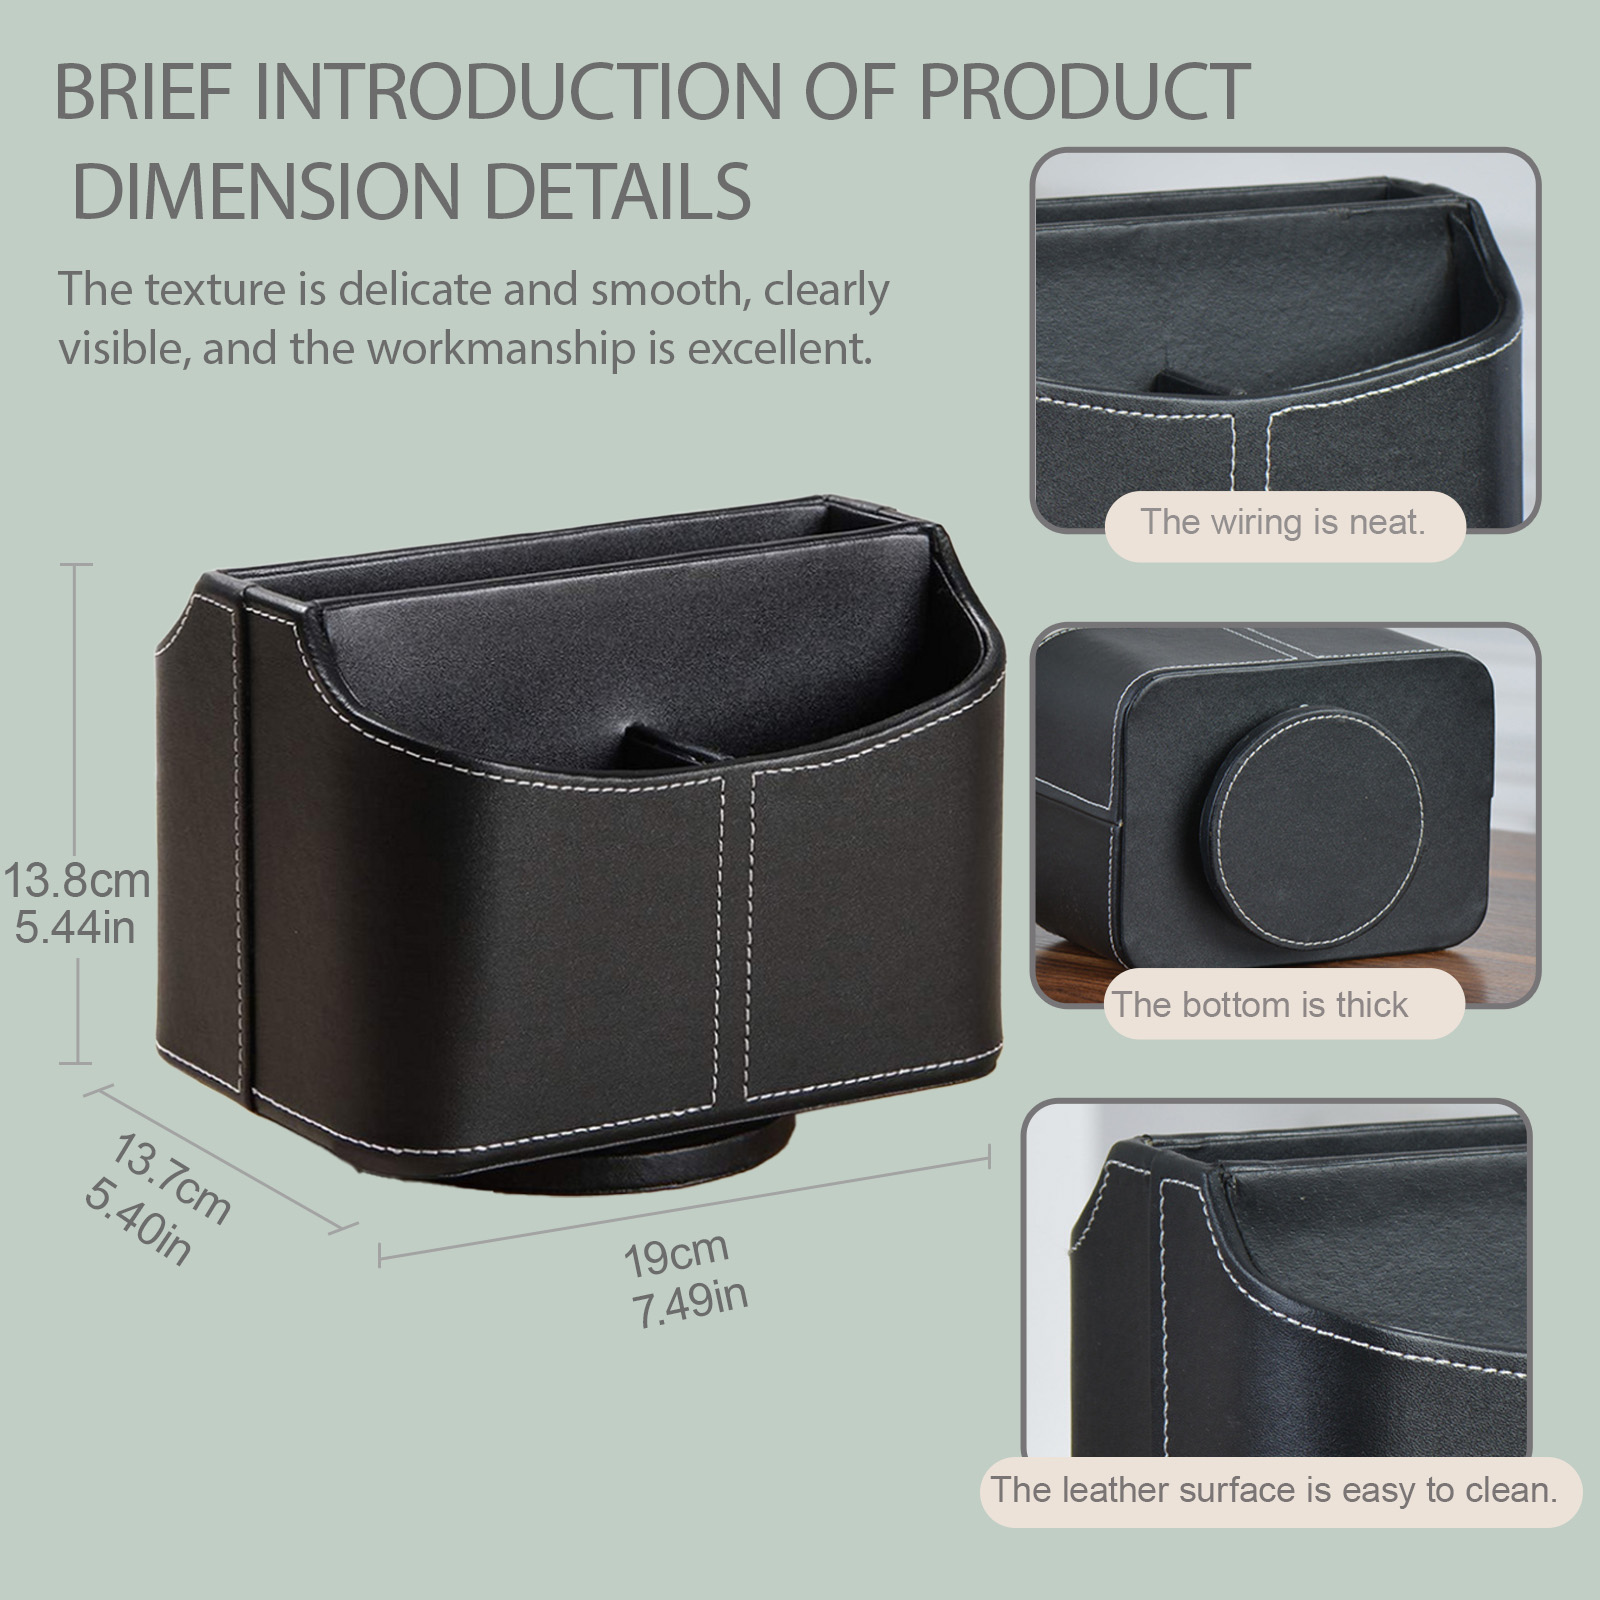 BRIEF INTRODUCTION OF PRODUCT
DIMENSION DETAILS
The texture is delicate and smooth, clearly
visible, and the workmanship is excellent.
The wiring is neat.
13.8cm
5.44in
The bottom is thick
13.7cm
5.40in
19cm
7.49in
The leather surface is easy to clean.